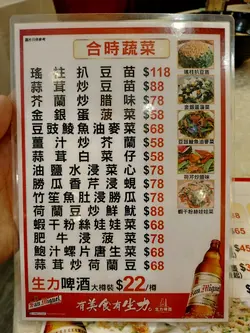 合時蔬菜
瑤柱扒豆苗 $118
蒜茸炒豆苗 $88
芥蘭炒腊味 $78
金銀蛋菠菜 $58
豆豉鯪魚油麥菜 $68
薑汁炒芥蘭 $58
蒜茸白菜仔 $58
油鹽水浸菜心 $78
勝瓜香芹浸蜆 $78
竹笙魚肚浸勝瓜 $78
荷蘭豆炒鮮魷 $88
蝦干粉絲娃娃菜 $68
肥牛浸菠菜 $78
鮑汁螺片唐生菜 $68
蒜茸炒荷蘭豆 $68
生力啤酒 大樽裝 $22/樽
San Miguel
有美食有生力